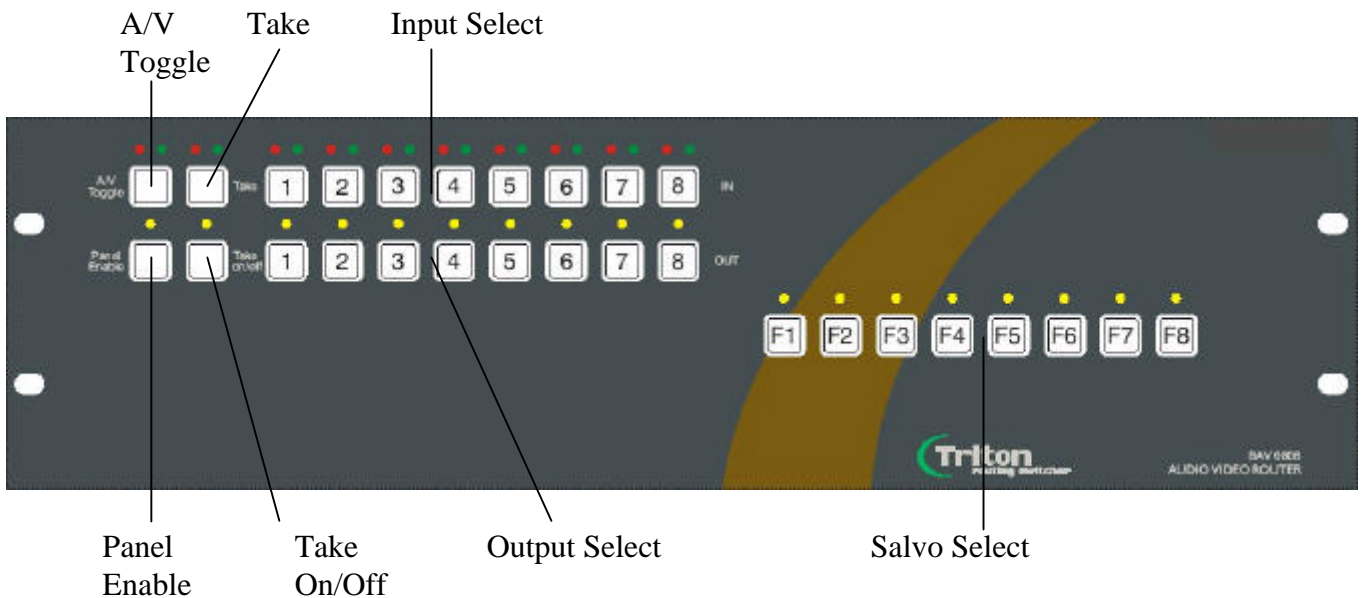 A/V Toggle
Take
Input Select
A/V Toggle
Take
1 2 3 4 5 6 7 8
IN
Panel Enable
Take on/off
1 2 3 4 5 6 7 8
OUT
F1 F2 F3 F4 F5 F6 F7 F8
Triton
routing switcher
AUDIO VIDEO ROUTER
Panel Enable
Take On/Off
Output Select
Salvo Select